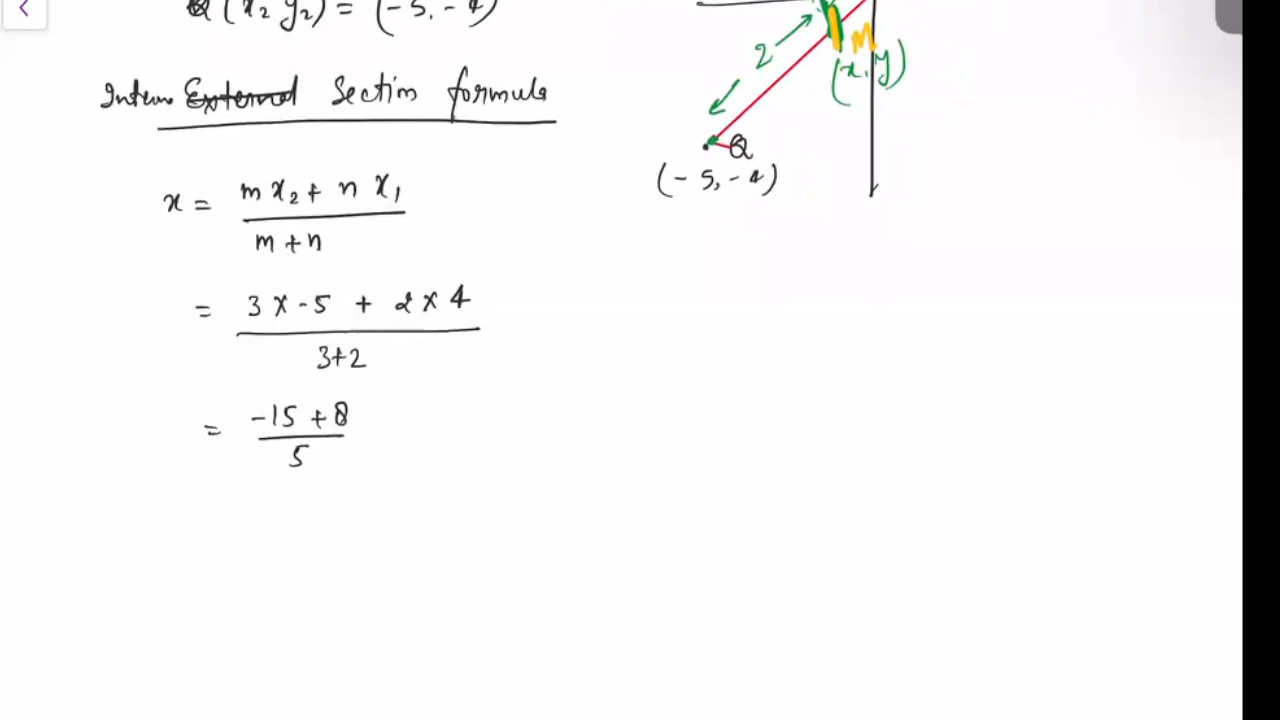 Q (x₂ y₂) = (-5, -4)
Intern External Section formula
x = m x₂ + n x₁
m + n
= 3 x -5 + 2 x 4
3+2
= -15 + 8
5
2
M
(x, y)
Q
(-5, -4)